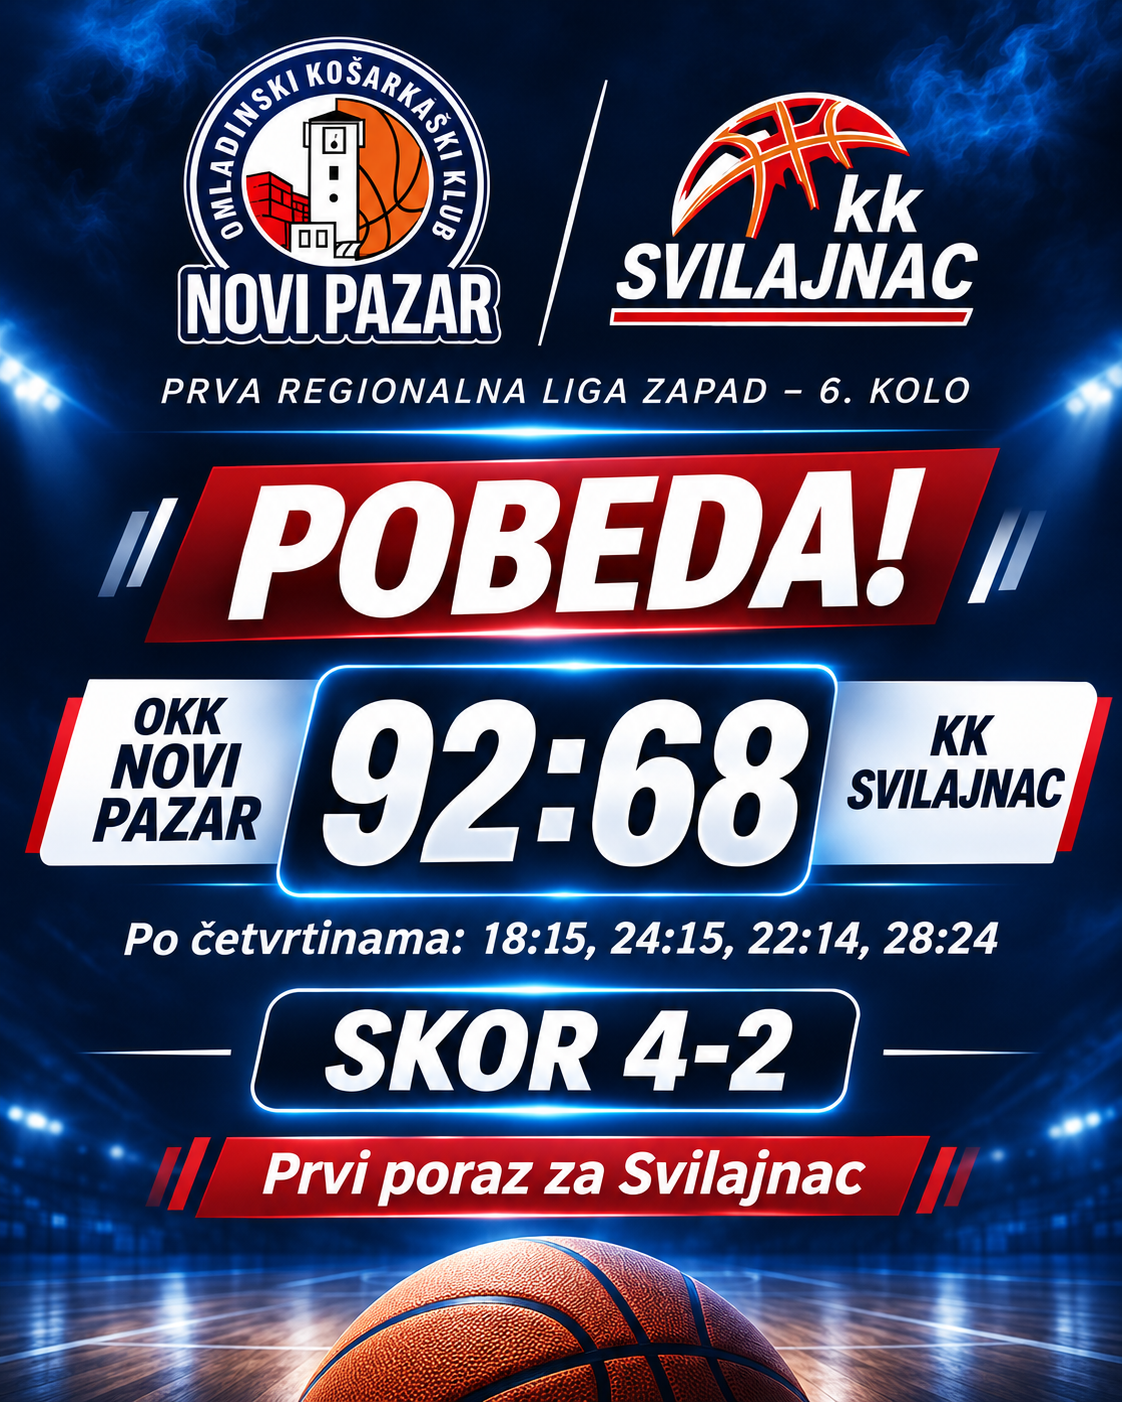 OMLADINSKI KOŠARKAŠKI KLUB
NOVI PAZAR
kk
SVILAJNAC
PRVA REGIONALNA LIGA ZAPAD – 6. KOLO
POBEDA!
OKK
NOVI
PAZAR
92:68
KK
SVILAJNAC
Po četvrtinama: 18:15, 24:15, 22:14, 28:24
SKOR 4-2
Prvi poraz za Svilajnac